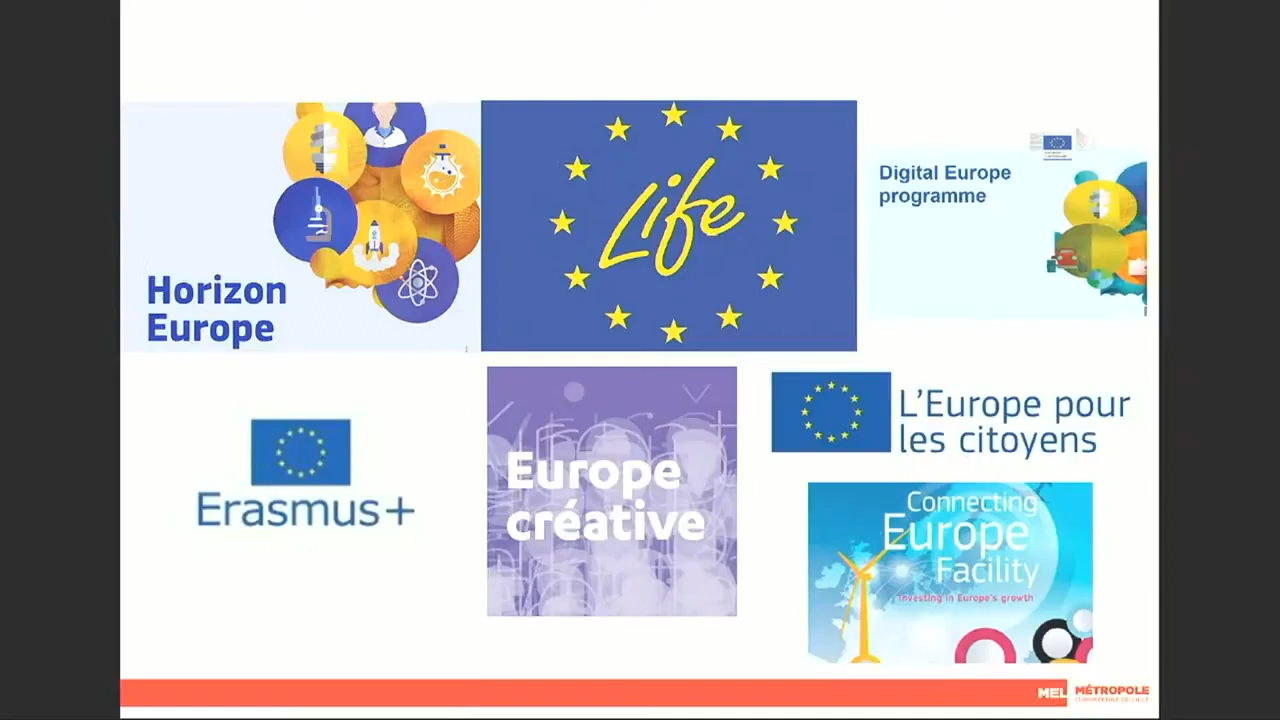 Horizon
Europe
Life
Digital Europe
programme
Erasmus+
Europe
créative
L'Europe pour
les citoyens
Connecting
Europe
Facility
Investing in Europe's growth
MEL
MÉTROPOLE
EUROPÉENNE DE LILLE